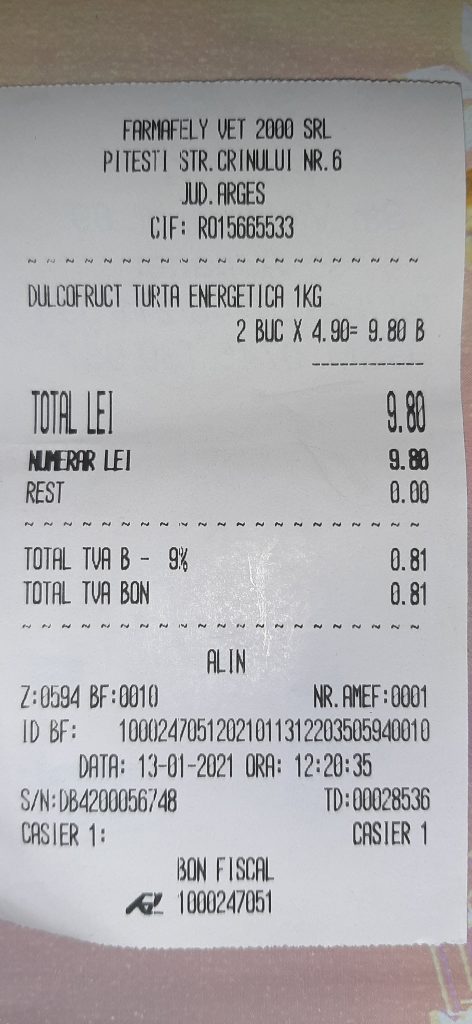 FARMAFELY VET 2000 SRL
PITESTI STR.CRINULUI NR.6
JUD.ARGES
CIF: RO15665533
DULCOFRUCT TURTA ENERGETICA 1KG
2 BUC X 4.90= 9.80 B
TOTAL LEI 9.80
NUMERAR LEI 9.80
REST 0.00
TOTAL TVA B - 9% 0.81
TOTAL TVA BON 0.81
ALIN
Z:0594 BF:0010 NR.AMEF:0001
ID BF: 10002470512021011312203505940010
DATA: 13-01-2021 ORA: 12:20:35
S/N:DB4200056748 TD:00028536
CASIER 1: CASIER 1
BON FISCAL
1000247051